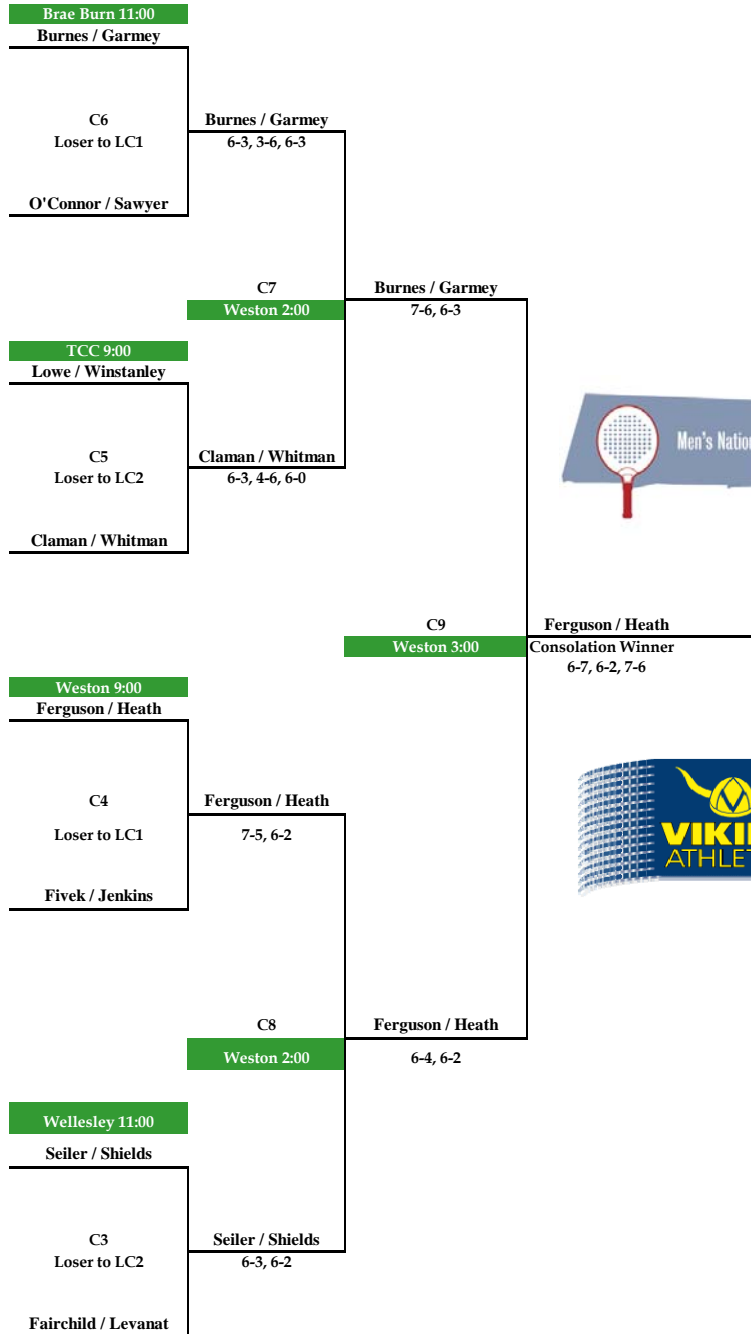 Brae Burn 11:00
Burnes / Garmey
C6
Loser to LC1
Burnes / Garmey
6-3, 3-6, 6-3
O'Connor / Sawyer
C7
Weston 2:00
Burnes / Garmey
7-6, 6-3
TCC 9:00
Lowe / Winstanley
C5
Loser to LC2
Claman / Whitman
6-3, 4-6, 6-0
Claman / Whitman
Men's Nation
C9
Weston 3:00
Ferguson / Heath
Consolation Winner
6-7, 6-2, 7-6
Weston 9:00
Ferguson / Heath
C4
Loser to LC1
Ferguson / Heath
7-5, 6-2
Fivek / Jenkins
VIKI
ATHLE
C8
Weston 2:00
Ferguson / Heath
6-4, 6-2
Wellesley 11:00
Seiler / Shields
C3
Loser to LC2
Seiler / Shields
6-3, 6-2
Fairchild / Levanat